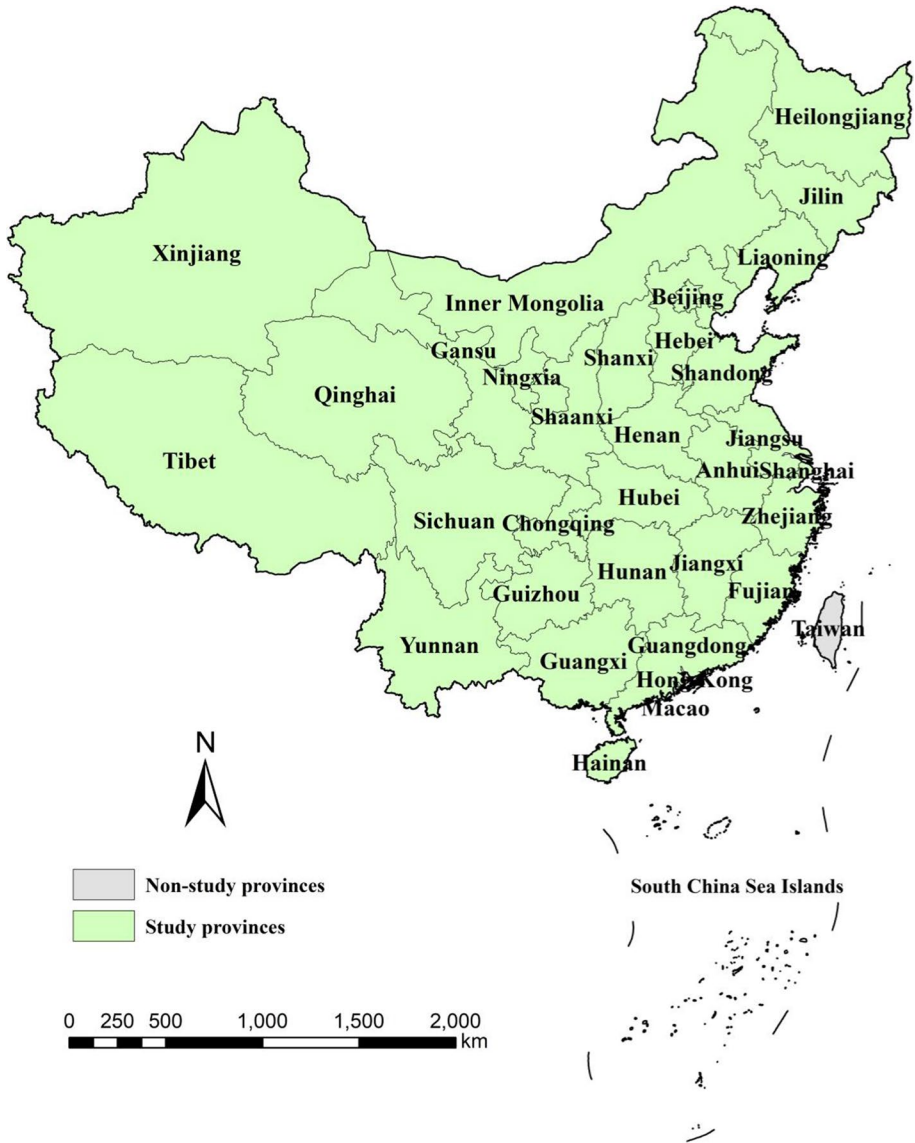 Heilongjiang
Jilin
Xinjiang
Liaoning
Inner Mongolia
Beijing
Hebei
Gansu
Shanxi
Ningxia
Shandong
Qinghai
Shaanxi
Henan
Jiangsu
Tibet
Anhui
Shanghai
Hubei
Sichuan
Chongqing
Zhejiang
Jiangxi
Hunan
Guizhou
Fujian
Taiwan
Yunnan
Guangdong
Guangxi
Hong Kong
Macao
N
Hainan
Non-study provinces
South China Sea Islands
Study provinces
0 250 500 1,000 1,500 2,000
km